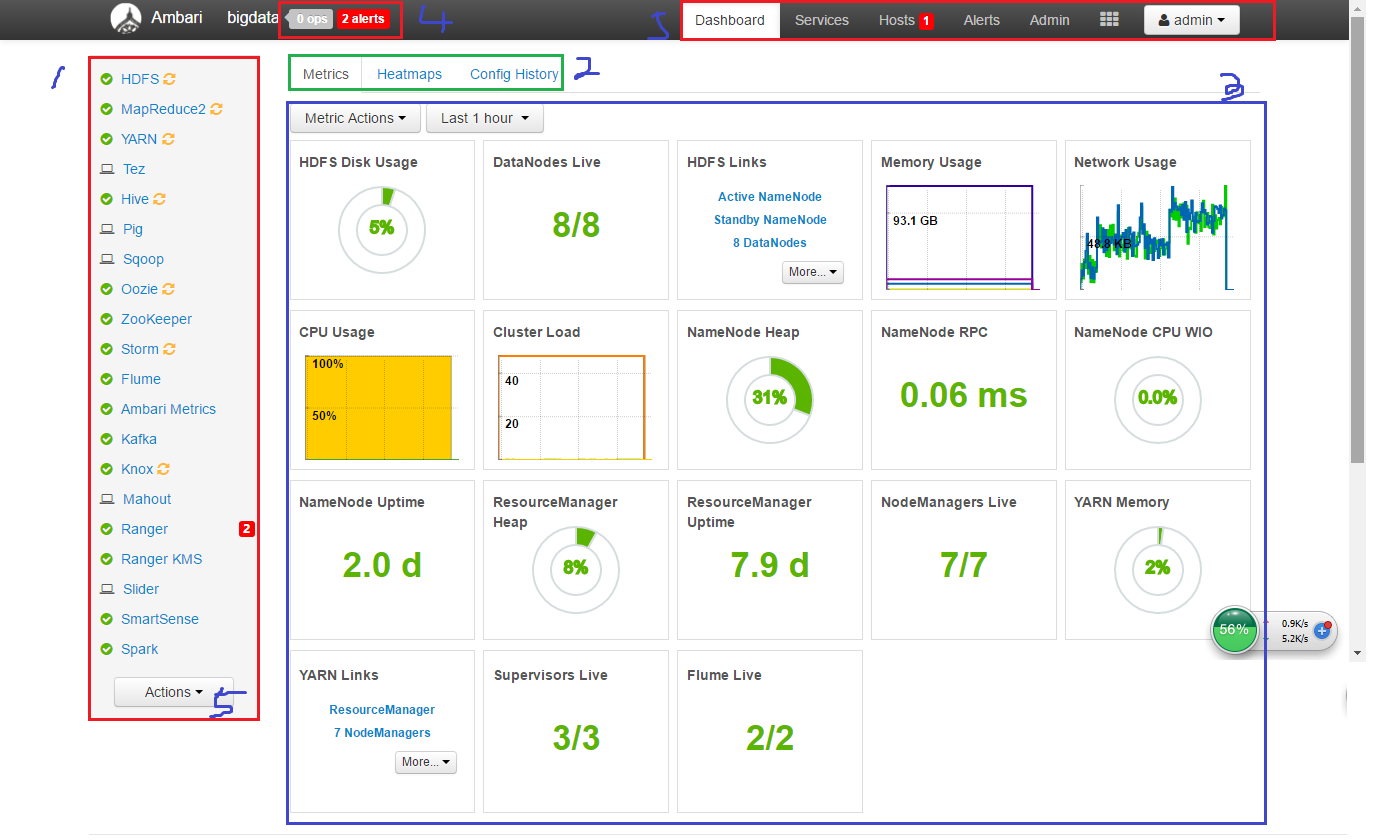 Ambari bigdata 0 ops 2 alerts 4 5 Dashboard Services Hosts 1 Alerts Admin admin
1
HDFS
MapReduce2
YARN
Tez
Hive
Pig
Sqoop
Oozie
ZooKeeper
Storm
Flume
Ambari Metrics
Kafka
Knox
Mahout
Ranger 2
Ranger KMS
Slider
SmartSense
Spark
Actions
5
Metrics Heatmaps Config History 2
3
Metric Actions Last 1 hour
HDFS Disk Usage
5%
DataNodes Live
8/8
HDFS Links
Active NameNode
Standby NameNode
8 DataNodes
More...
Memory Usage
93.1 GB
Network Usage
48.8 KB
CPU Usage
100%
50%
Cluster Load
40
20
NameNode Heap
31%
NameNode RPC
0.06 ms
NameNode CPU WIO
0.0%
NameNode Uptime
2.0 d
ResourceManager
Heap
8%
ResourceManager
Uptime
7.9 d
NodeManagers Live
7/7
YARN Memory
2%
56%
0.9K/s
5.2K/s
YARN Links
ResourceManager
7 NodeManagers
More...
Supervisors Live
3/3
Flume Live
2/2